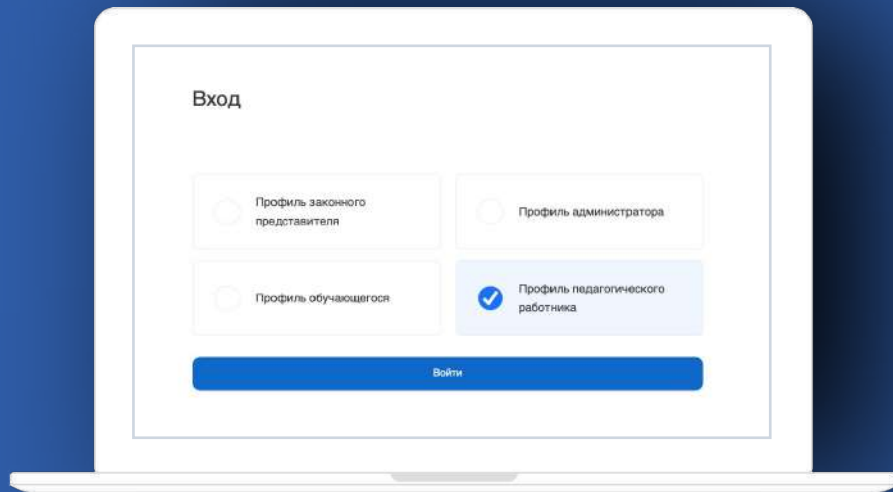 Вход
Профиль законного
представителя
Профиль администратора
Профиль обучающегося
Профиль педагогического
работника
Войти